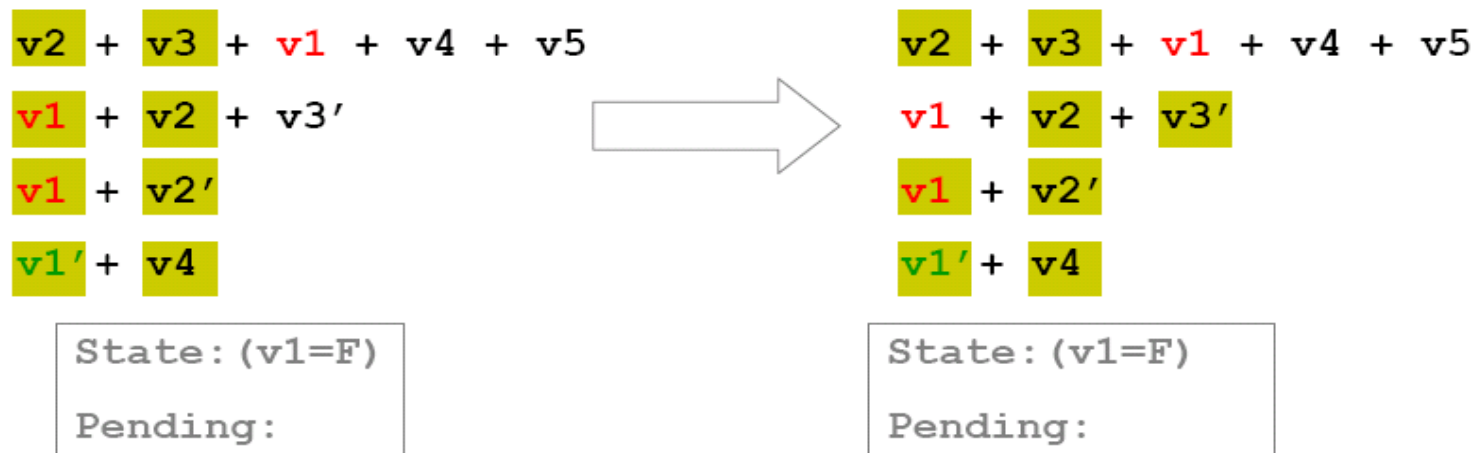 v2 + v3 + v1 + v4 + v5
v1 + v2 + v3′
v1 + v2′
v1′ + v4
State:(v1=F)
Pending:
v2 + v3 + v1 + v4 + v5
v1 + v2 + v3′
v1 + v2′
v1′ + v4
State:(v1=F)
Pending: